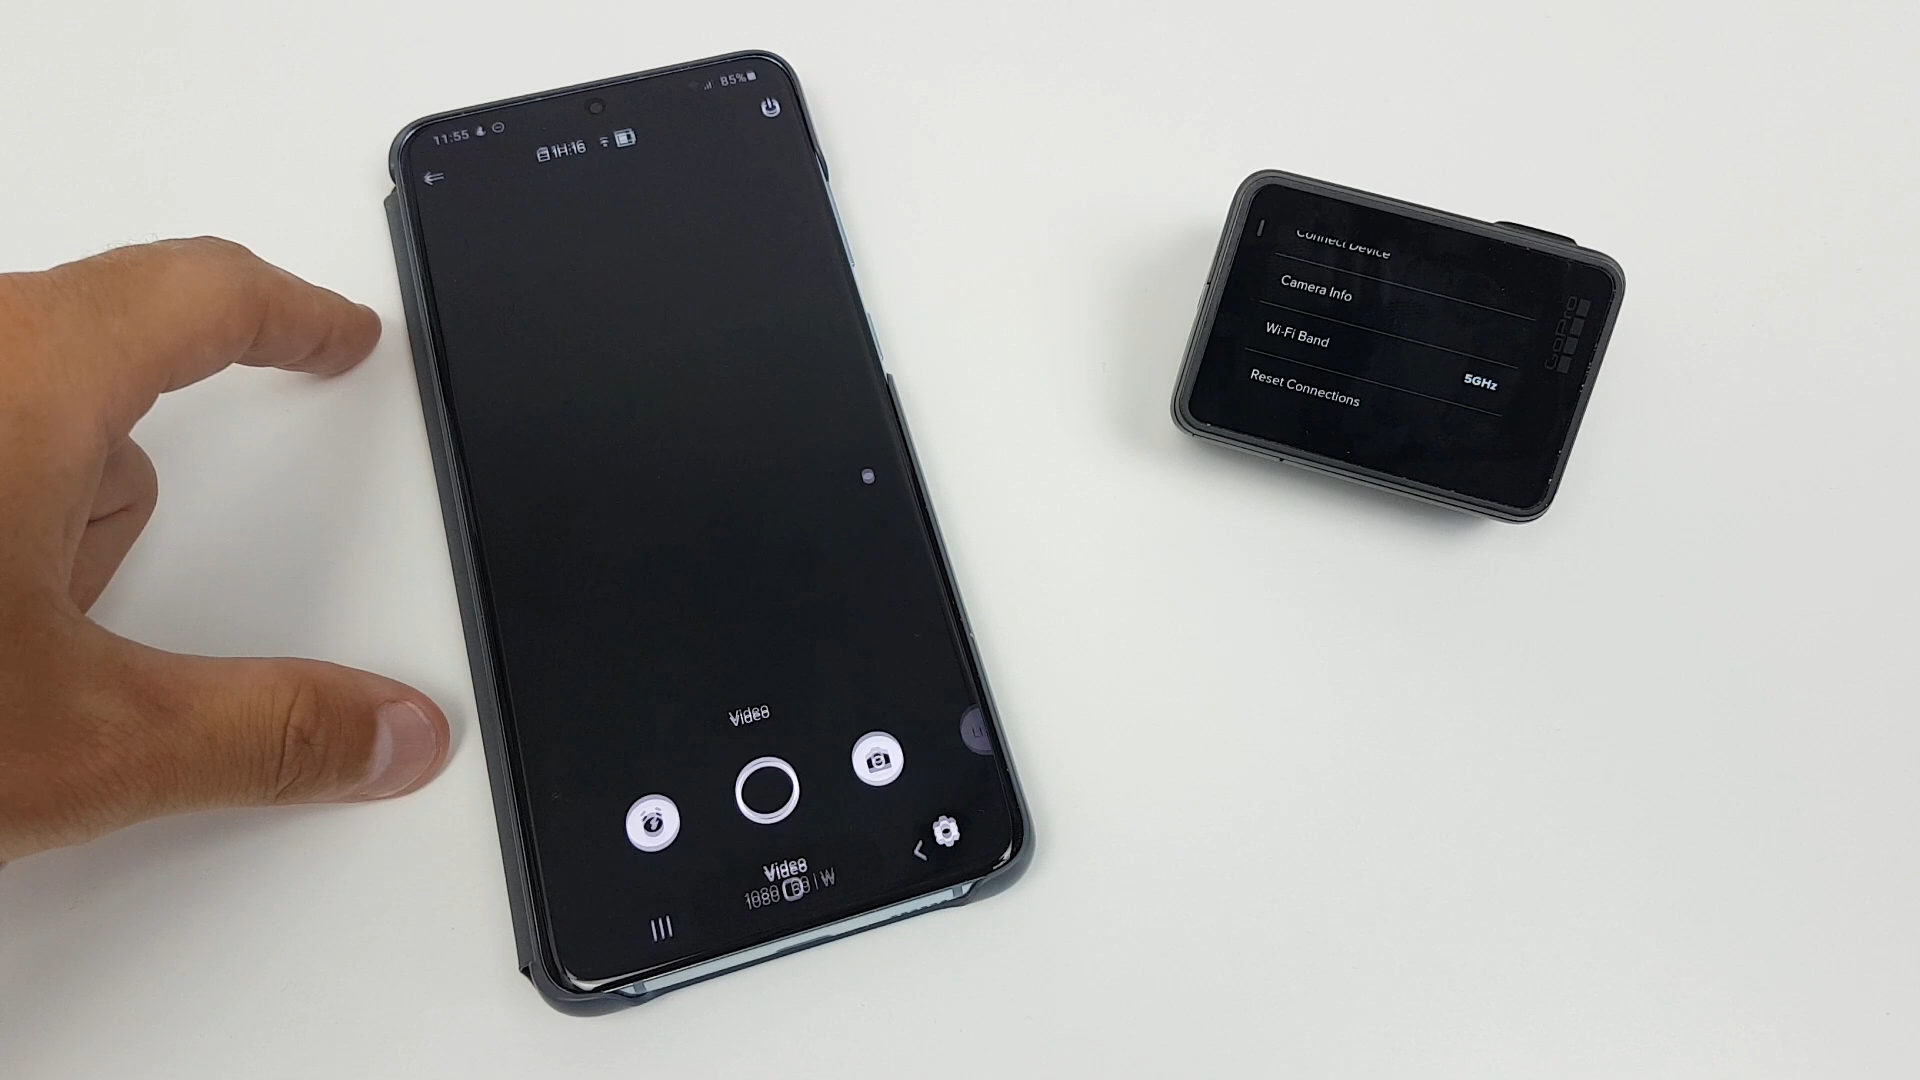 11:55
85%
1H:16
Video
Video
1080 | 60 | W
Connect Device
Camera Info
Wi-Fi Band
5GHz
Reset Connections
GoPro